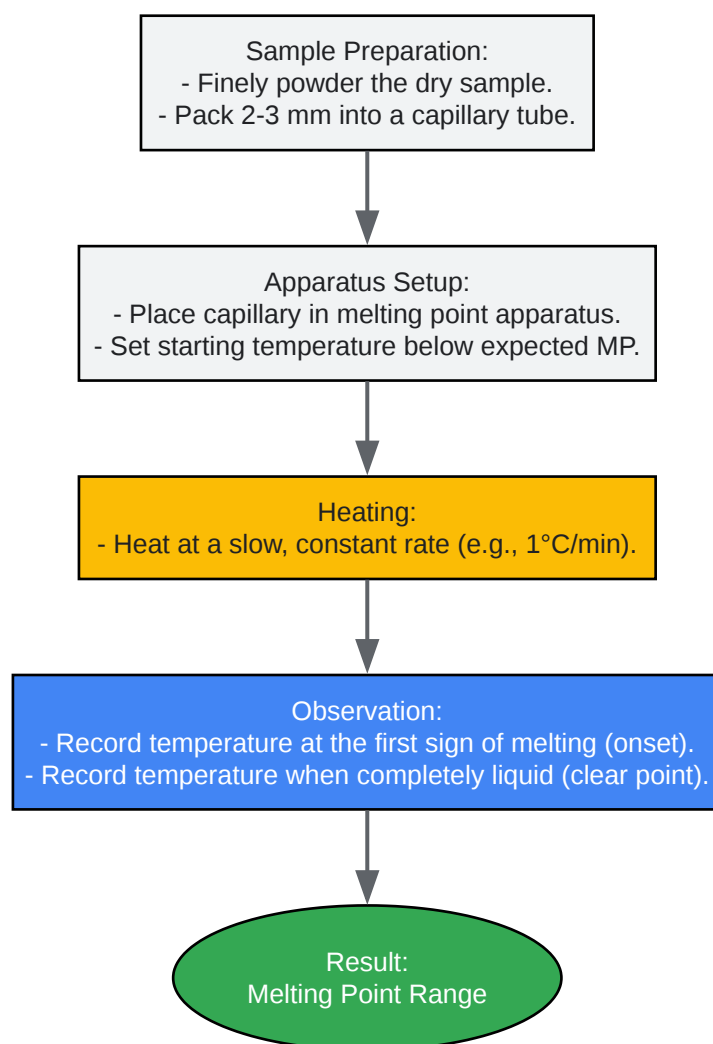 Sample Preparation:
- Finely powder the dry sample.
- Pack 2-3 mm into a capillary tube.
Apparatus Setup:
- Place capillary in melting point apparatus.
- Set starting temperature below expected MP.
Heating:
- Heat at a slow, constant rate (e.g., 1°C/min).
Observation:
- Record temperature at the first sign of melting (onset).
- Record temperature when completely liquid (clear point).
Result:
Melting Point Range